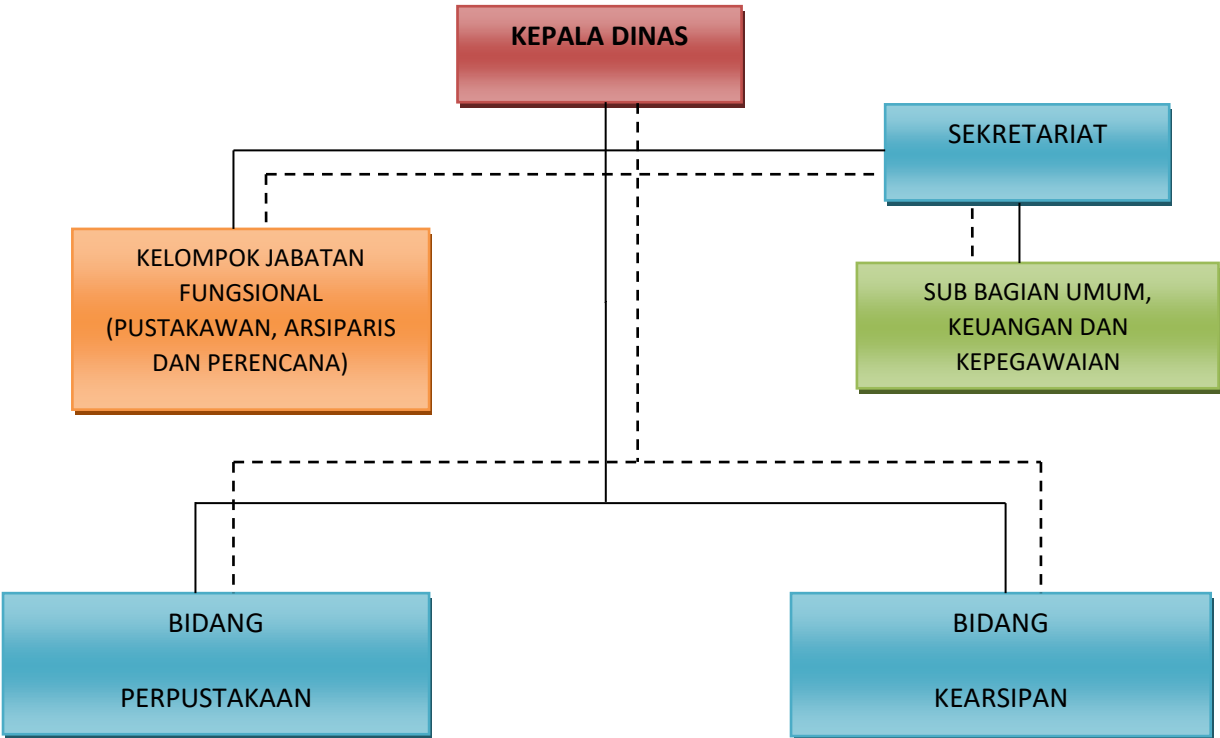 KEPALA DINAS
SEKRETARIAT
KELOMPOK JABATAN
FUNGSIONAL
(PUSTAKAWAN, ARSIPARIS
DAN PERENCANA)
SUB BAGIAN UMUM,
KEUANGAN DAN
KEPEGAWAIAN
BIDANG
PERPUSTAKAAN
BIDANG
KEARSIPAN